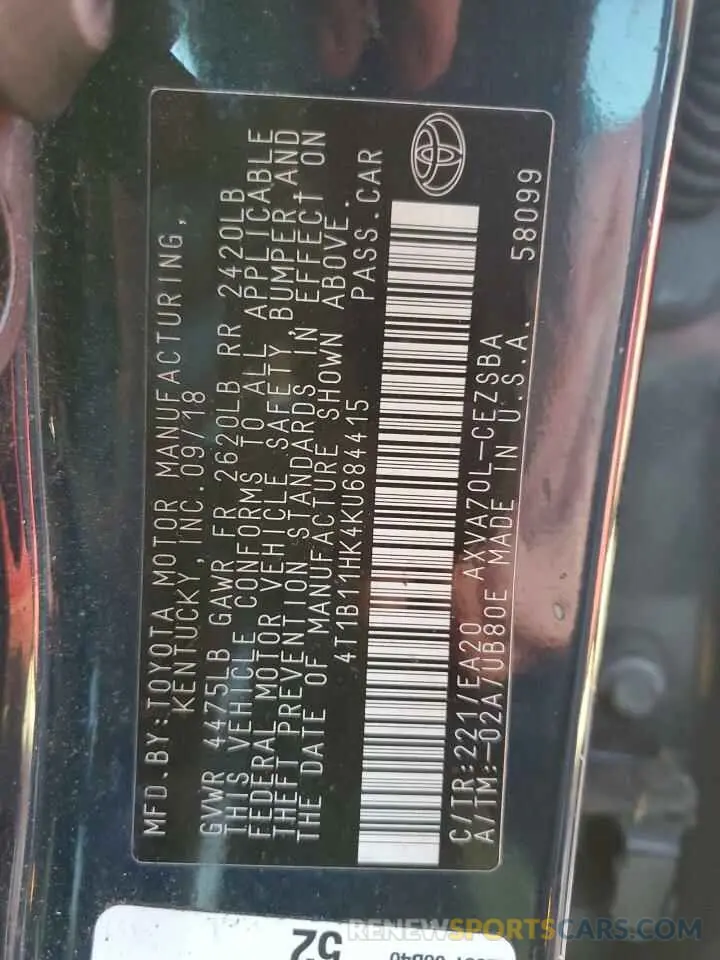 MFD.BY:TOYOTA MOTOR MANUFACTURING,
KENTUCKY, INC.09/18
GVWR 4475LB GAWR FR 2620LB RR 2420LB
THIS VEHICLE CONFORMS TO ALL APPLICABLE
FEDERAL MOTOR VEHICLE SAFETY, BUMPER AND
THEFT PREVENTION STANDARDS IN EFFECT ON
THE DATE OF MANUFACTURE SHOWN ABOVE.
4T1B11HK4KU684415 PASS.CAR
C/TR:221/EA20 AXVA70L-CEZSBA
A/TM:-02A/UB80E MADE IN U.S.A. 58099
52
RENEWSPORTSCARS.COM